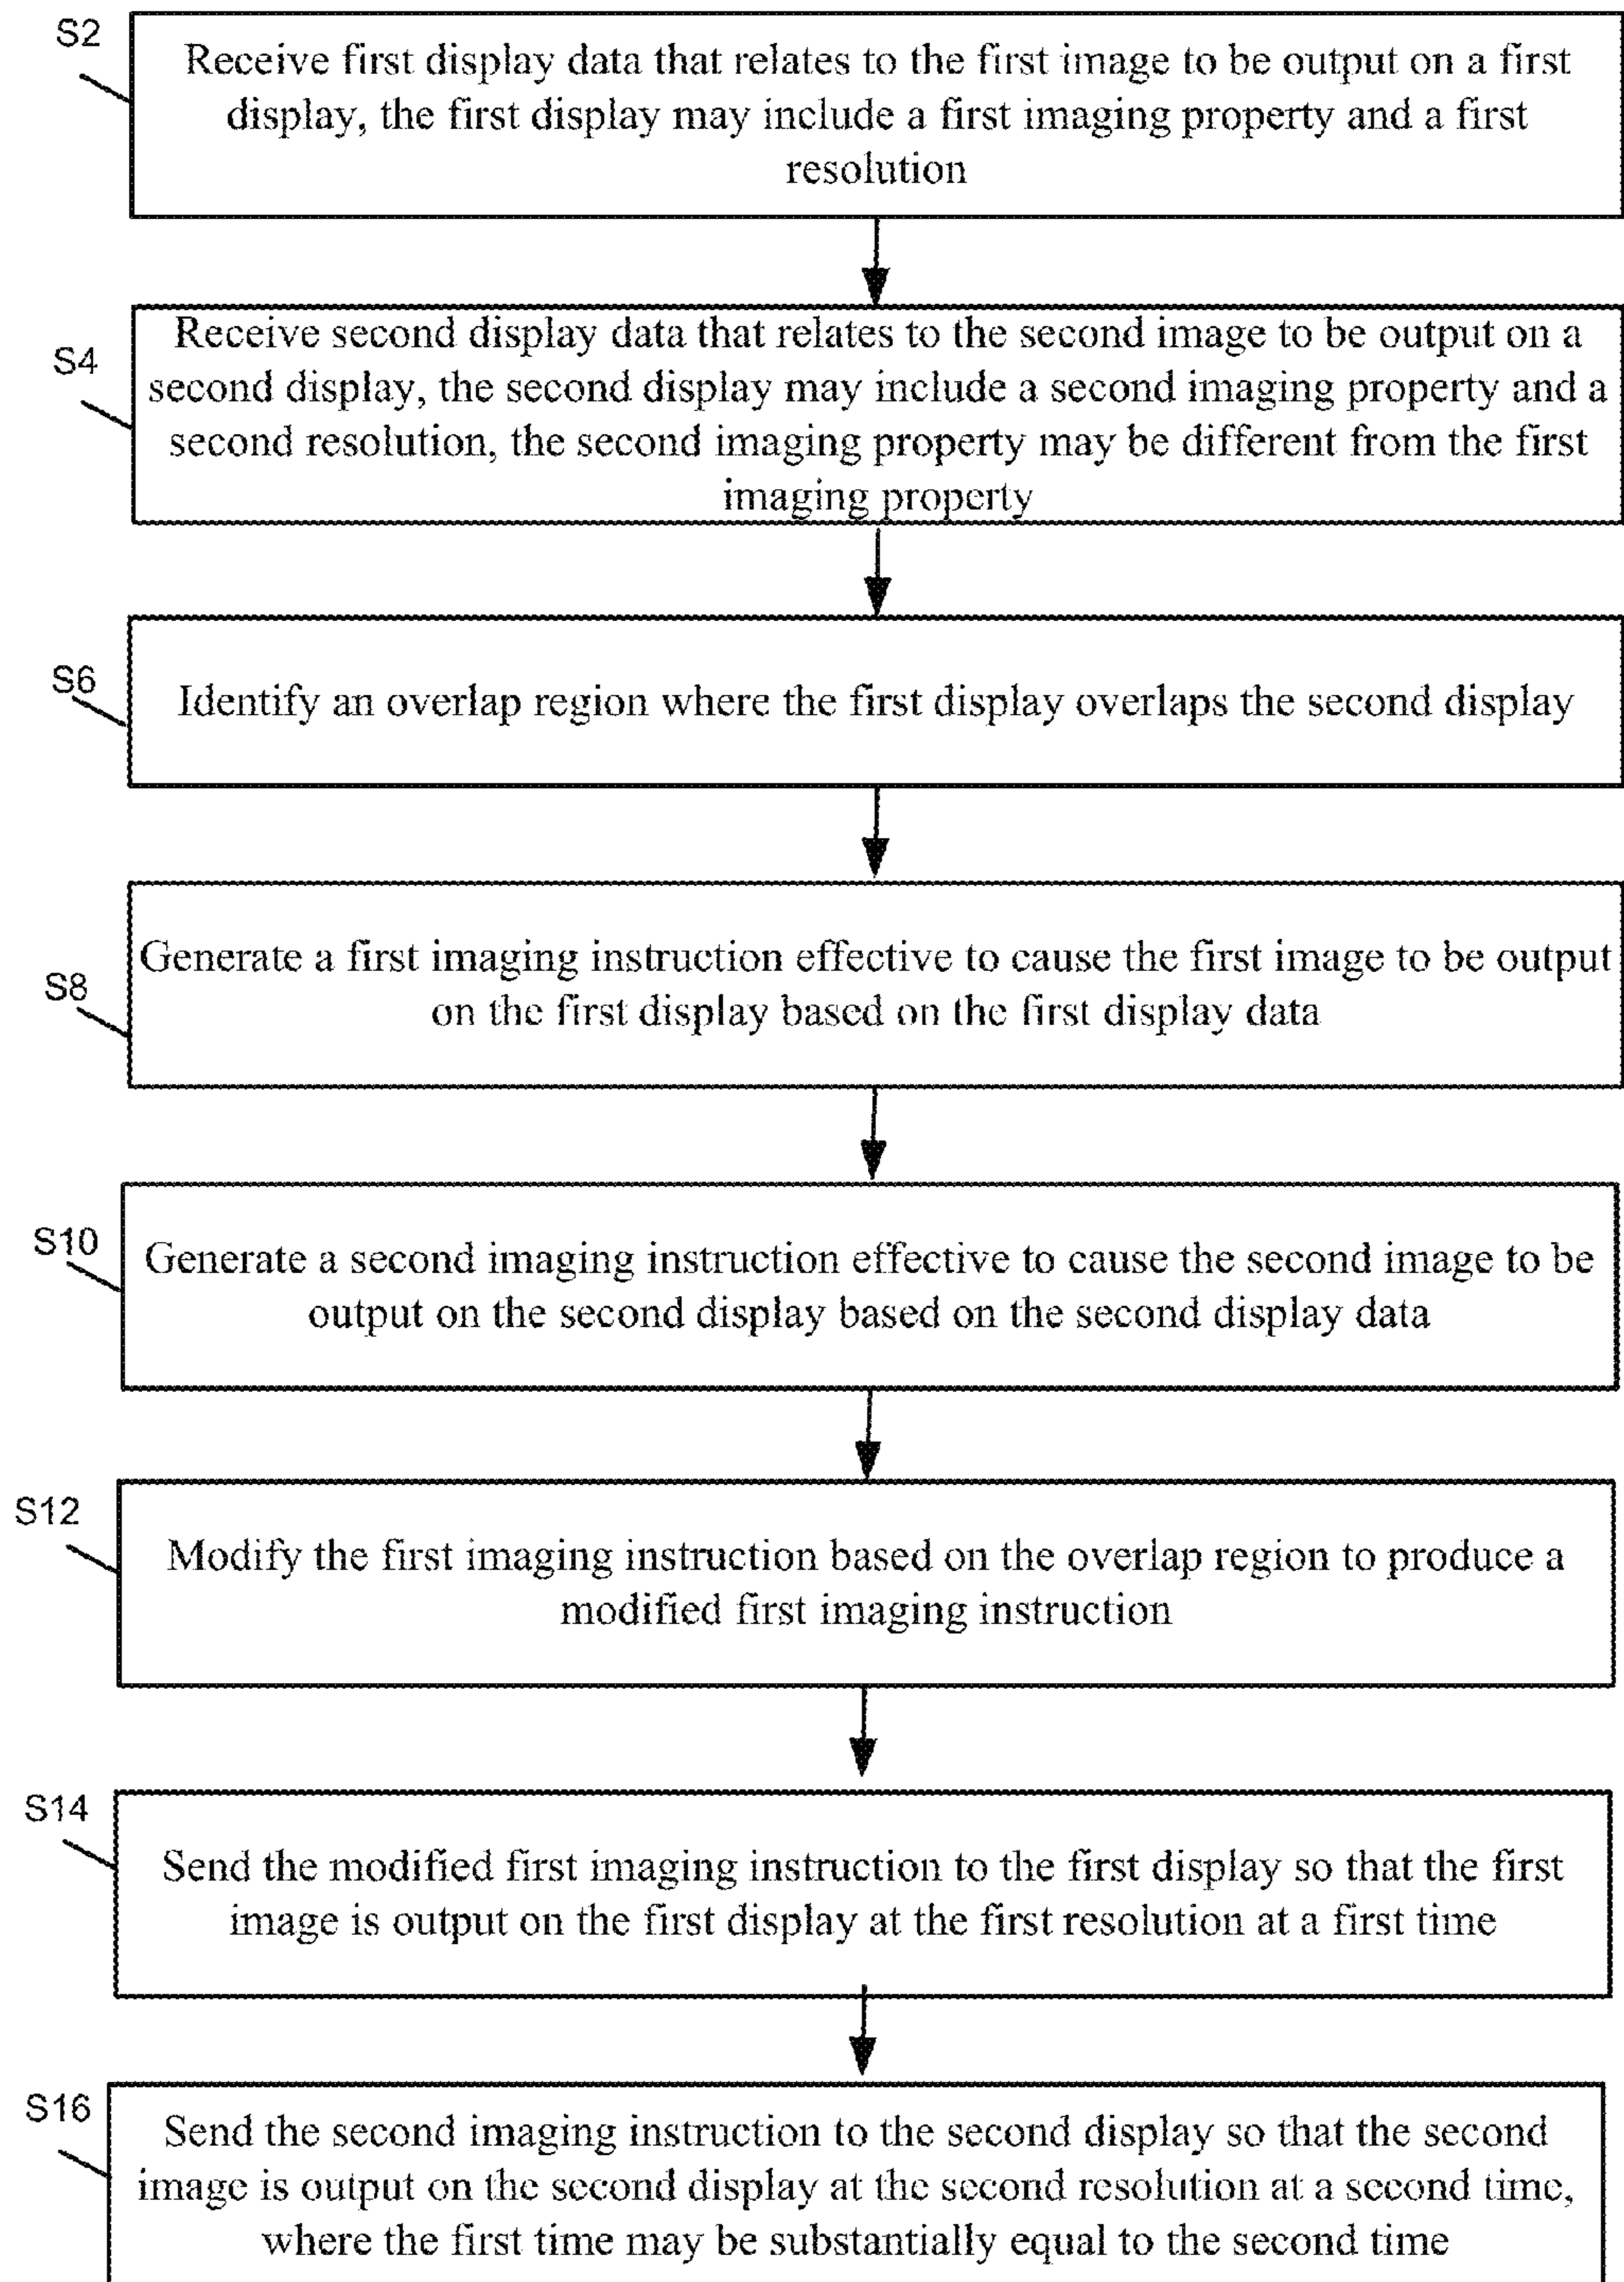 S2
Receive first display data that relates to the first image to be output on a first
display, the first display may include a first imaging property and a first
resolution
S4
Receive second display data that relates to the second image to be output on a
second display, the second display may include a second imaging property and a
second resolution, the second imaging property may be different from the first
imaging property
S6
Identify an overlap region where the first display overlaps the second display
S8
Generate a first imaging instruction effective to cause the first image to be output
on the first display based on the first display data
S10
Generate a second imaging instruction effective to cause the second image to be
output on the second display based on the second display data
S12
Modify the first imaging instruction based on the overlap region to produce a
modified first imaging instruction
S14
Send the modified first imaging instruction to the first display so that the first
image is output on the first display at the first resolution at a first time
S16
Send the second imaging instruction to the second display so that the second
image is output on the second display at the second resolution at a second time,
where the first time may be substantially equal to the second time